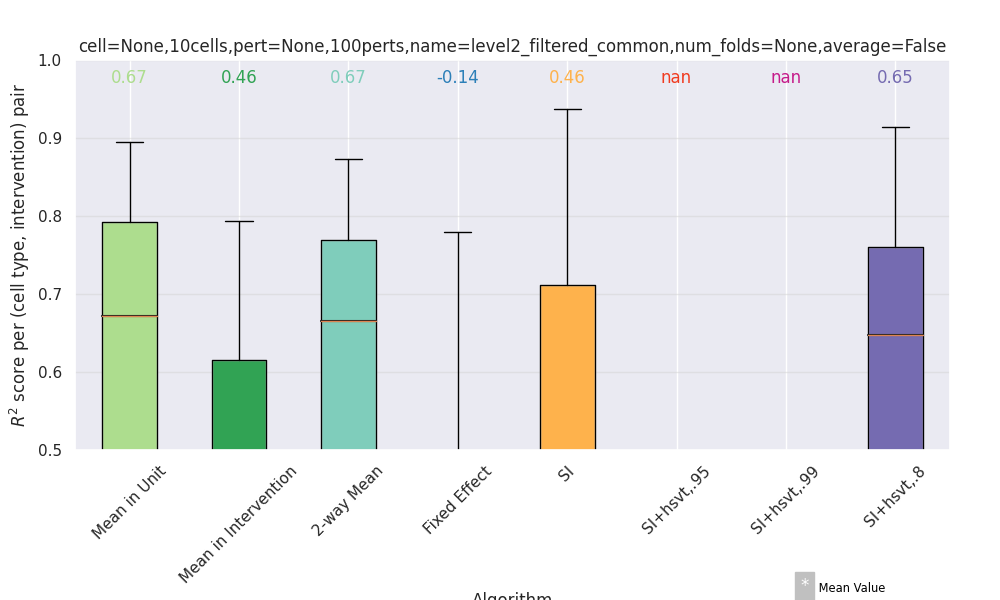 cell=None,10cells,pert=None,100perts,name=level2_filtered_common,num_folds=None,average=False
R² score per (cell type, intervention) pair
1.0
0.9
0.8
0.7
0.6
0.5
0.67 0.46 0.67 -0.14 0.46 nan nan 0.65
Mean in Unit
Mean in Intervention
2-way Mean
Fixed Effect
SI
SI+hsvt,.95
SI+hsvt,.99
SI+hsvt,.8
Algorithm
* Mean Value